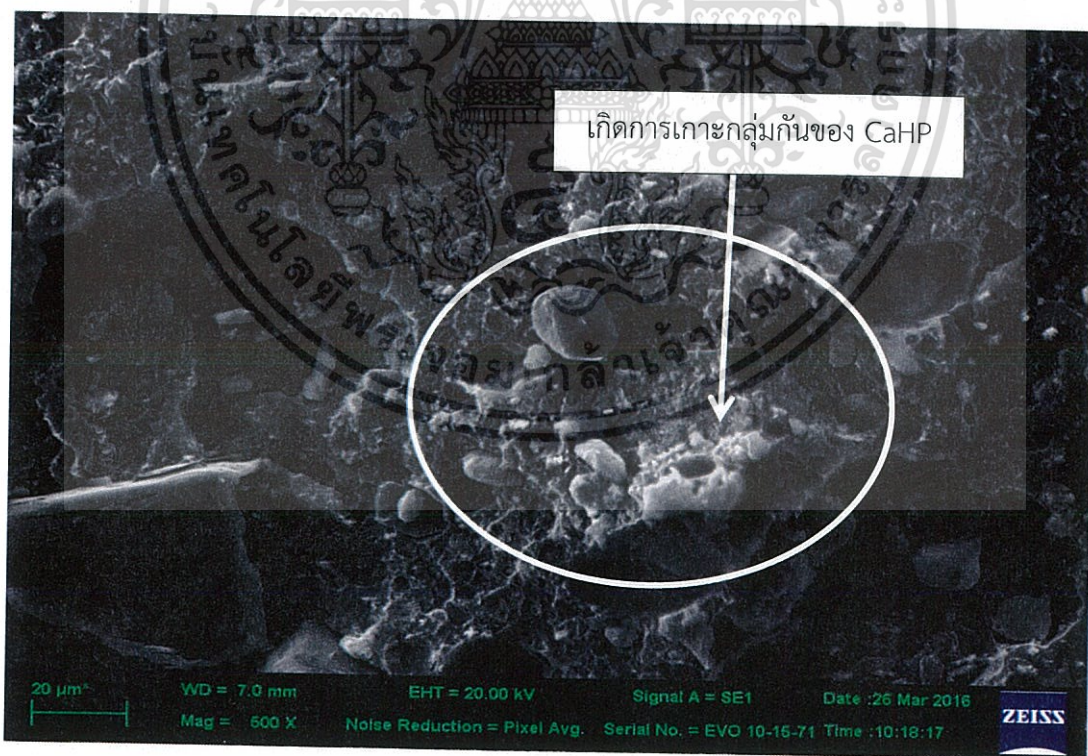 เกิดการเกาะกลุ่มกันของ CaHP
20 µm*
WD = 7.0 mm
EHT = 20.00 kV
Signal A = SE1
Date :26 Mar 2016
Mag = 500 X
Noise Reduction = Pixel Avg.
Serial No. = EVO 10-15-71
Time :10:18:17
ZEISS